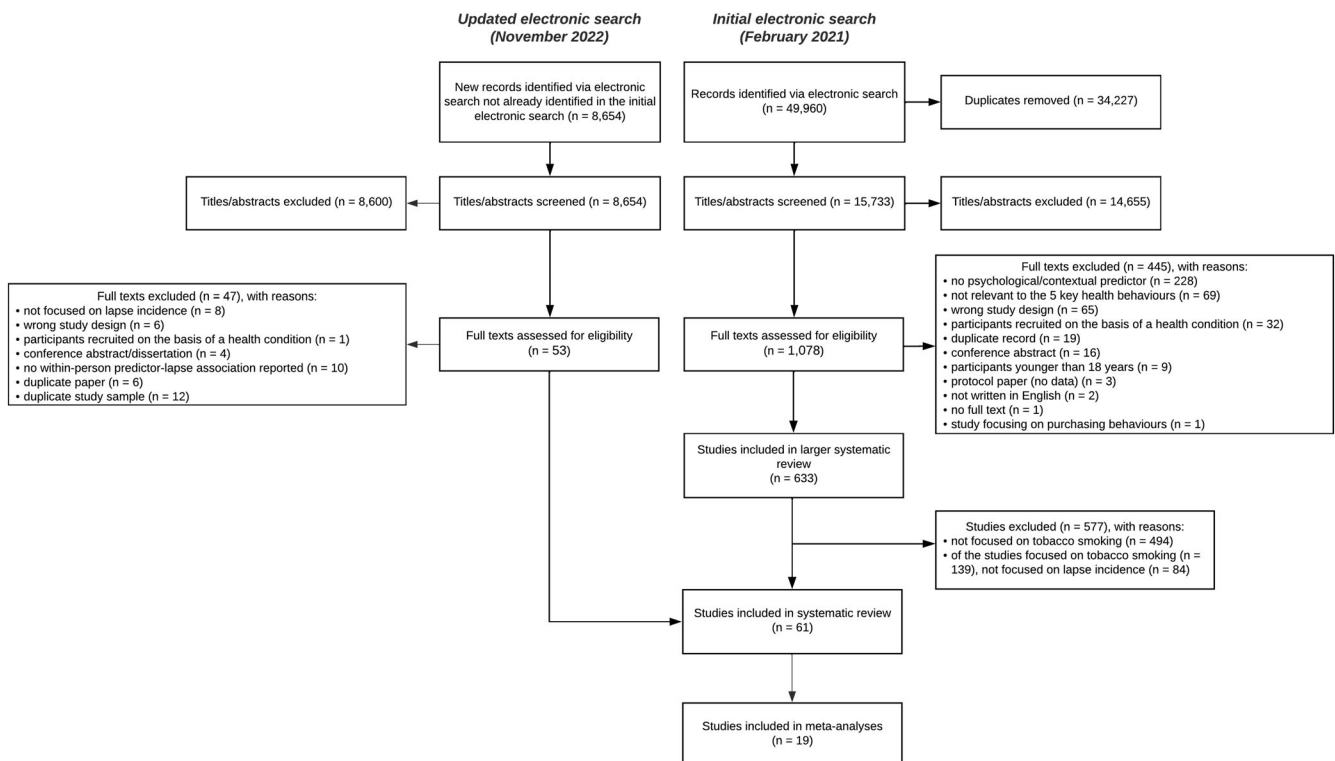 Updated electronic search
(November 2022)
Initial electronic search
(February 2021)
New records identified via electronic
search not already identified in the initial
electronic search (n = 8,654)
Records identified via electronic search
(n = 49,960)
Duplicates removed (n = 34,227)
Titles/abstracts excluded (n = 8,600)
Titles/abstracts screened (n = 8,654)
Titles/abstracts screened (n = 15,733)
Titles/abstracts excluded (n = 14,655)
Full texts excluded (n = 47), with reasons:
• not focused on lapse incidence (n = 8)
• wrong study design (n = 6)
• participants recruited on the basis of a health condition (n = 1)
• conference abstract/dissertation (n = 4)
• no within-person predictor-lapse association reported (n = 10)
• duplicate paper (n = 6)
• duplicate study sample (n = 12)
Full texts assessed for eligibility
(n = 53)
Full texts assessed for eligibility
(n = 1,078)
Full texts excluded (n = 445), with reasons:
• no psychological/contextual predictor (n = 228)
• not relevant to the 5 key health behaviours (n = 69)
• wrong study design (n = 65)
• participants recruited on the basis of a health condition (n = 32)
• duplicate record (n = 19)
• conference abstract (n = 16)
• participants younger than 18 years (n = 9)
• protocol paper (no data) (n = 3)
• not written in English (n = 2)
• no full text (n = 1)
• study focusing on purchasing behaviours (n = 1)
Studies included in larger systematic
review
(n = 633)
Studies excluded (n = 577), with reasons:
• not focused on tobacco smoking (n = 494)
• of the studies focused on tobacco smoking (n =
139), not focused on lapse incidence (n = 84)
Studies included in systematic review
(n = 61)
Studies included in meta-analyses
(n = 19)